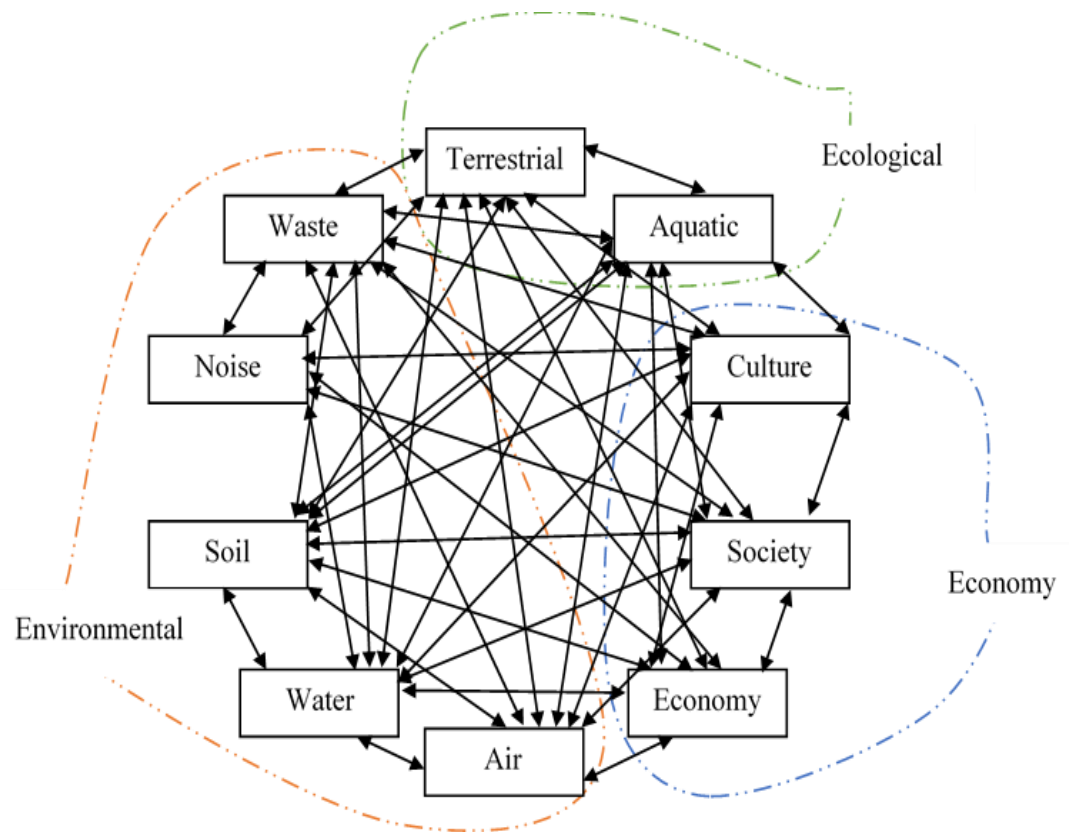 Terrestrial
Ecological
Waste
Aquatic
Noise
Culture
Soil
Society
Economy
Environmental
Water
Economy
Air